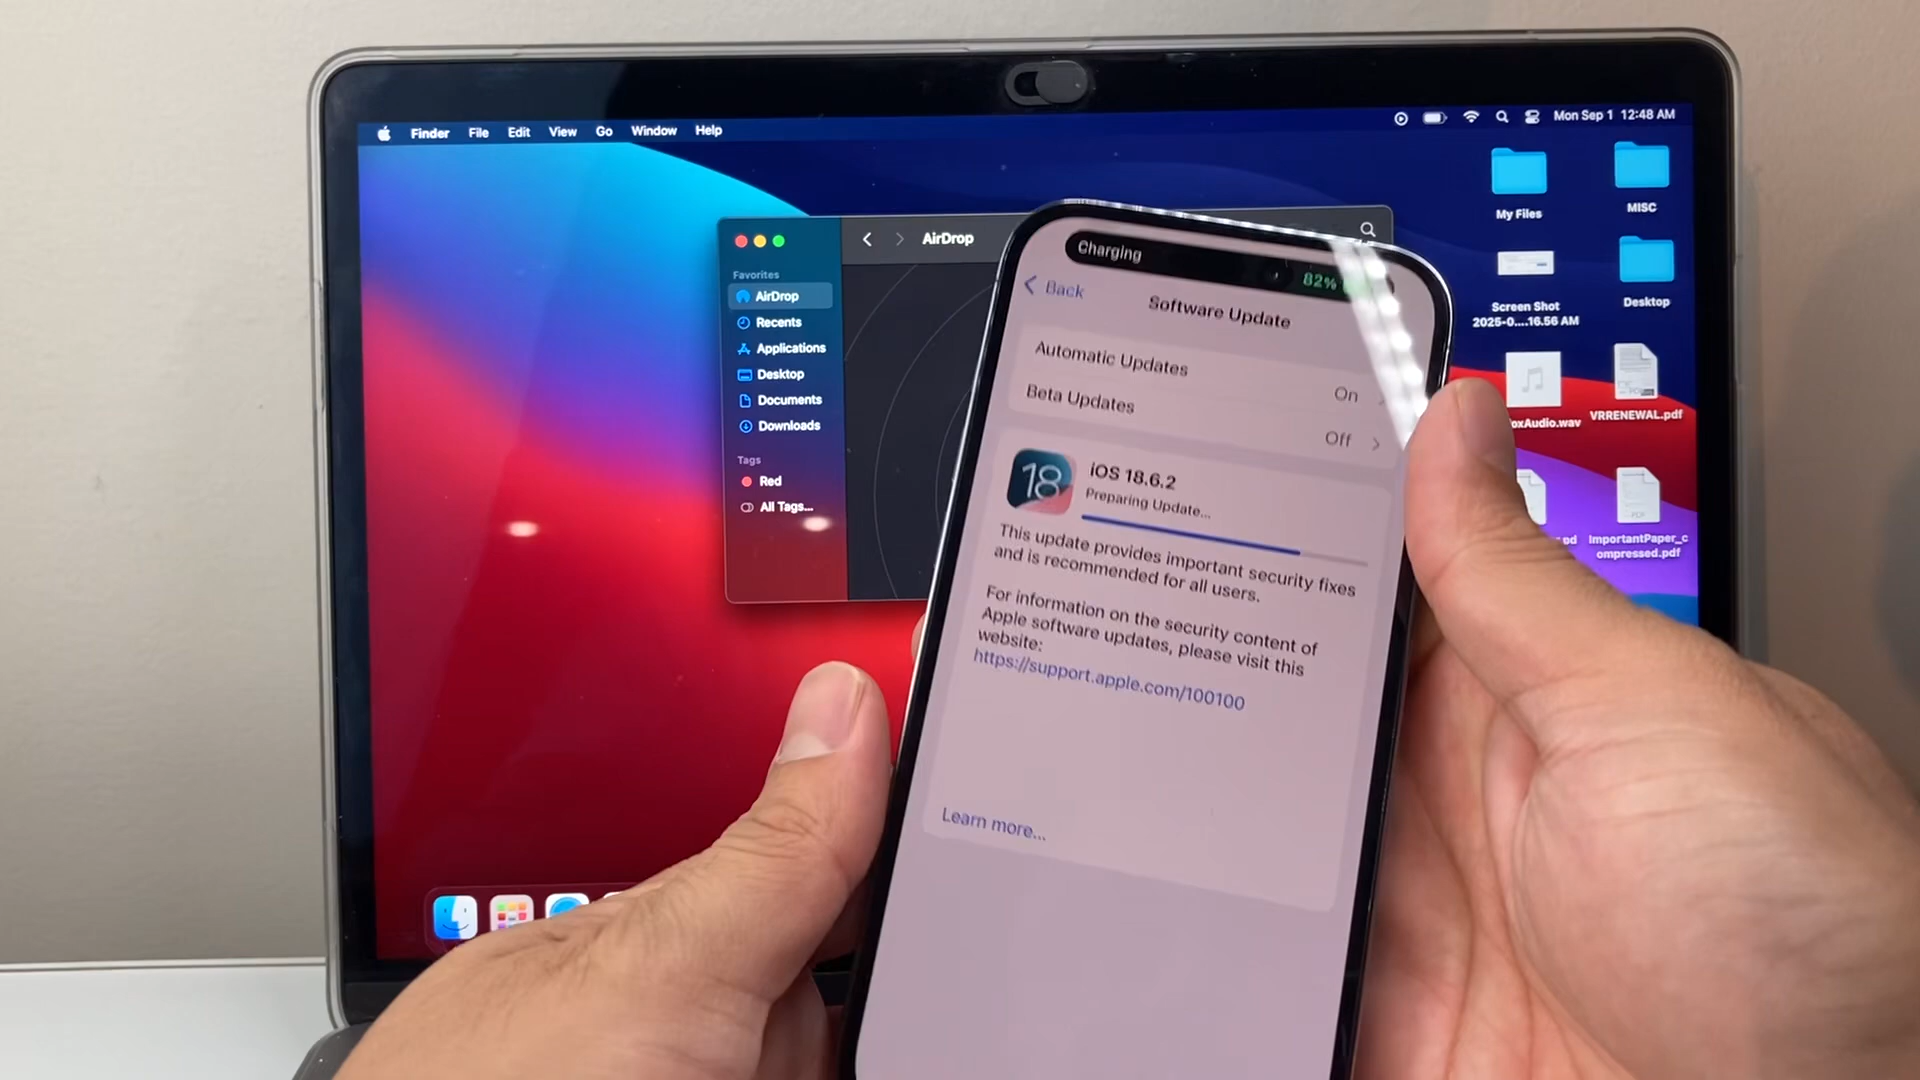 Finder File Edit View Go Window Help
Mon Sep 1 12:48 AM
My Files
MISC
Screen Shot
2025-0....16.56 AM
Desktop
oxAudio.wav
VRRENEWAL.pdf
pd
ImportantPaper_c
ompressed.pdf
AirDrop
Favorites
AirDrop
Recents
Applications
Desktop
Documents
Downloads
Tags
Red
All Tags...
Charging
82%
Back
Software Update
Automatic Updates
On
Beta Updates
Off
18
iOS 18.6.2
Preparing Update...
This update provides important security fixes
and is recommended for all users.
For information on the security content of
Apple software updates, please visit this
website:
https://support.apple.com/100100
Learn more...